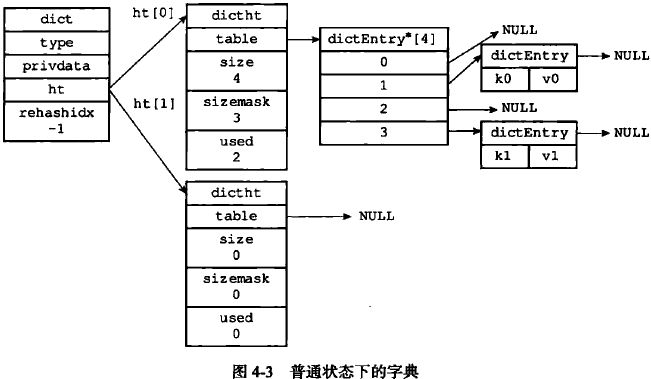 dict
type
privdata
ht
rehashidx
-1
ht[0]
ht[1]
dictht
table
size
4
sizemask
3
used
2
dictht
table
size
0
sizemask
0
used
0
NULL
dictEntry*[4]
0
1
2
3
NULL
dictEntry
k0 v0
NULL
NULL
dictEntry
k1 v1
NULL
图 4-3 普通状态下的字典